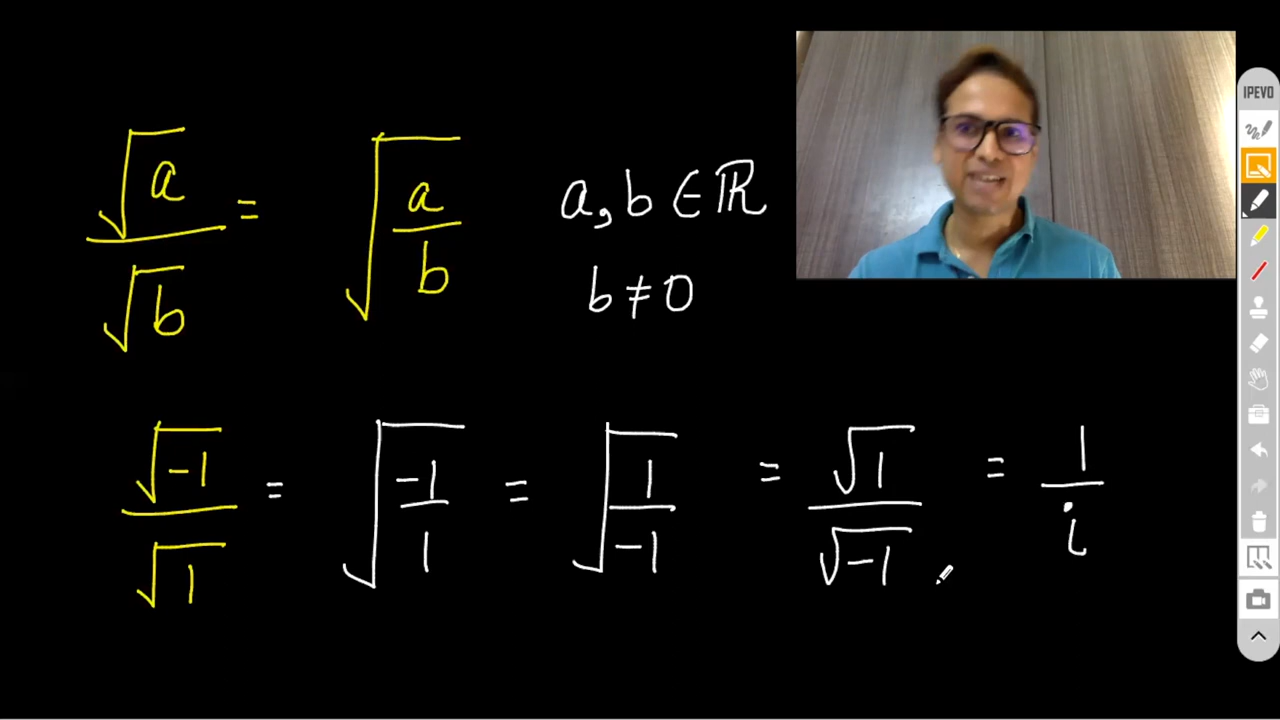 √a/√b = √(a/b) a, b ∈ ℝ
b ≠ 0
√-1/√1 = √(-1/1) = √(1/-1) = √1/√-1 = 1/i
IPEVO